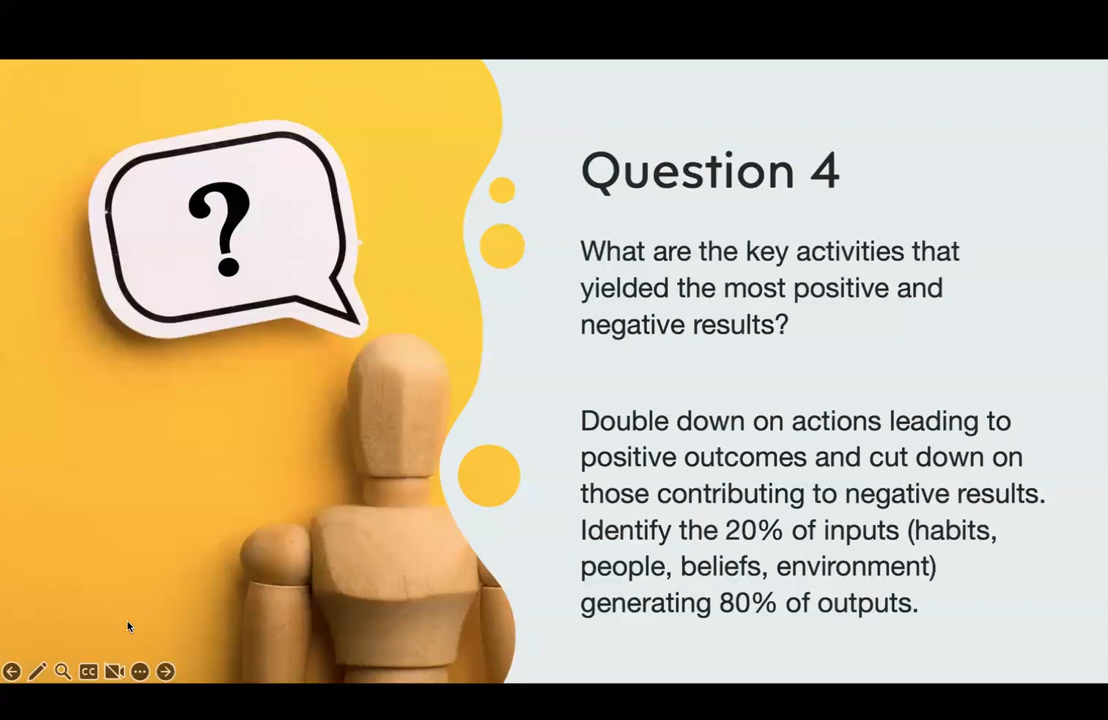 ?
Question 4
What are the key activities that
yielded the most positive and
negative results?
Double down on actions leading to
positive outcomes and cut down on
those contributing to negative results.
Identify the 20% of inputs (habits,
people, beliefs, environment)
generating 80% of outputs.
CC